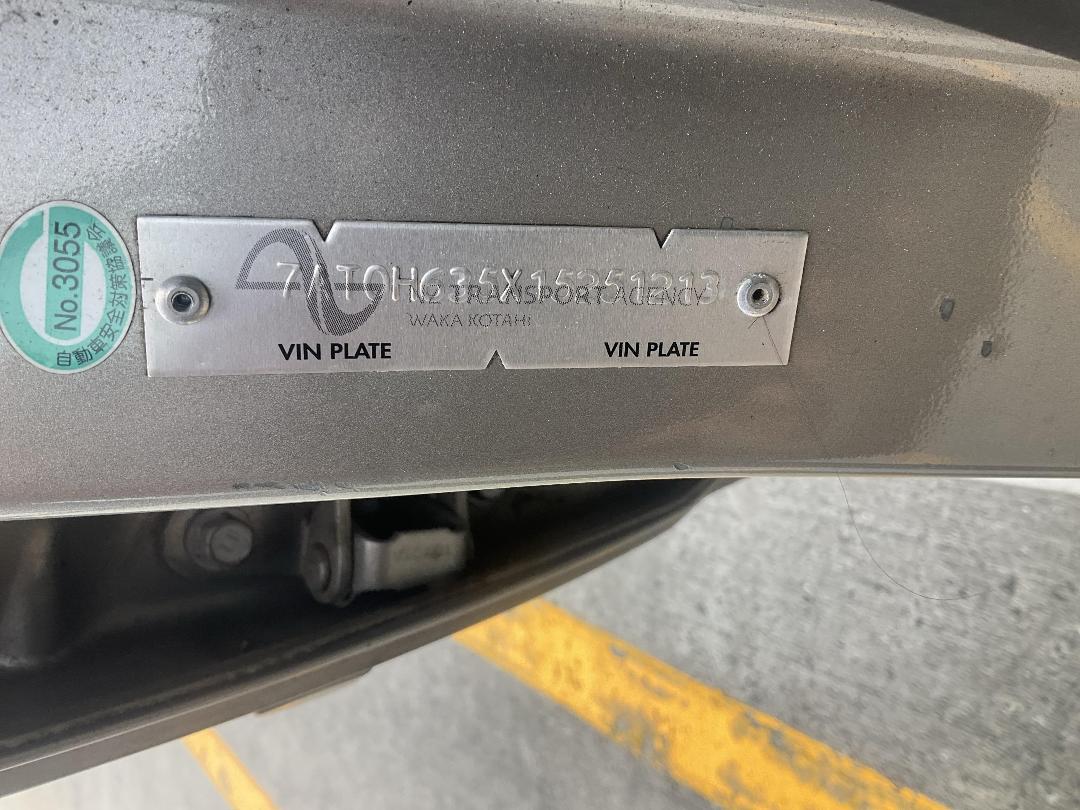 No.3055
自動車安全対策協議会
7AT0H635X15251213
NZ TRANSPORT AGENCY
WAKA KOTAHI
VIN PLATE VIN PLATE